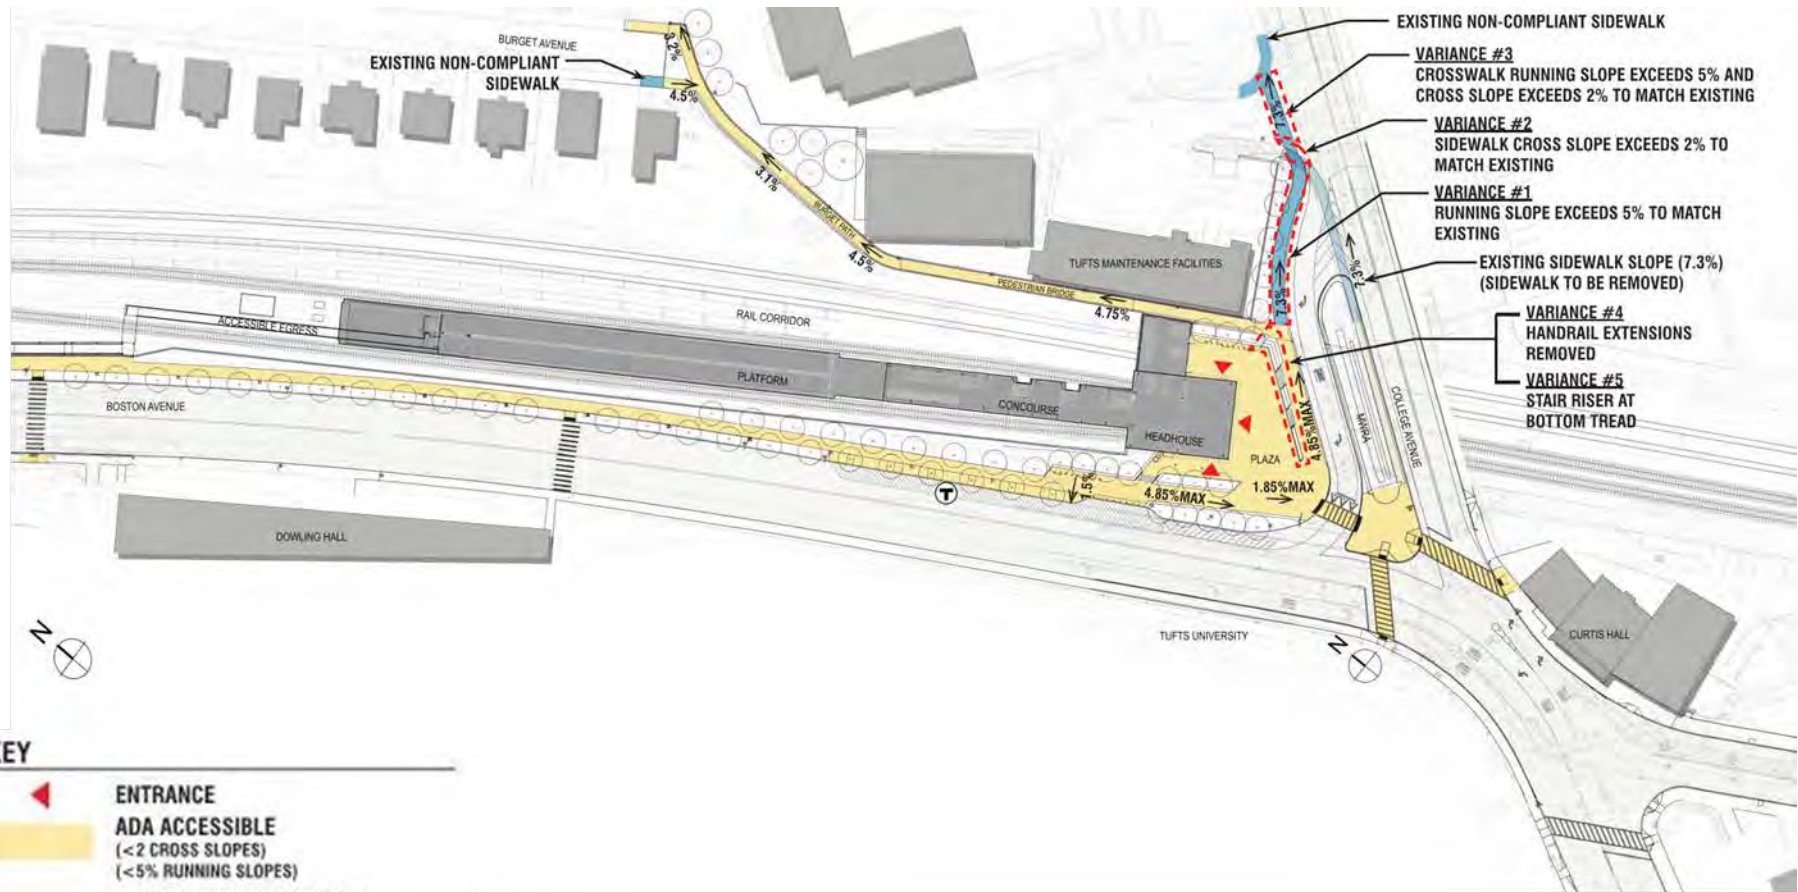 EXISTING NON-COMPLIANT SIDEWALK
VARIANCE #3
CROSSWALK RUNNING SLOPE EXCEEDS 5% AND
CROSS SLOPE EXCEEDS 2% TO MATCH EXISTING
VARIANCE #2
SIDEWALK CROSS SLOPE EXCEEDS 2% TO
MATCH EXISTING
VARIANCE #1
RUNNING SLOPE EXCEEDS 5% TO MATCH
EXISTING
EXISTING SIDEWALK SLOPE (7.3%)
(SIDEWALK TO BE REMOVED)
VARIANCE #4
HANDRAIL EXTENSIONS
REMOVED
VARIANCE #5
STAIR RISER AT
BOTTOM TREAD
BURGET AVENUE
EXISTING NON-COMPLIANT
SIDEWALK
3.2%
4.5%
3.1%
BURGET PATH
4.5%
PEDESTRIAN BRIDGE
4.75%
TUFTS MAINTENANCE FACILITIES
7.3%
7.3%
7.3%
RAIL CORRIDOR
ACCESSIBLE EGRESS
PLATFORM
CONCOURSE
HEADHOUSE
PLAZA
4.85%MAX
MWRA
COLLEGE AVENUE
BOSTON AVENUE
1.5%
4.85%MAX
1.85%MAX
T
DOWLING HALL
TUFTS UNIVERSITY
CURTIS HALL
N
N
EY
ENTRANCE
ADA ACCESSIBLE
(<2 CROSS SLOPES)
(<5% RUNNING SLOPES)